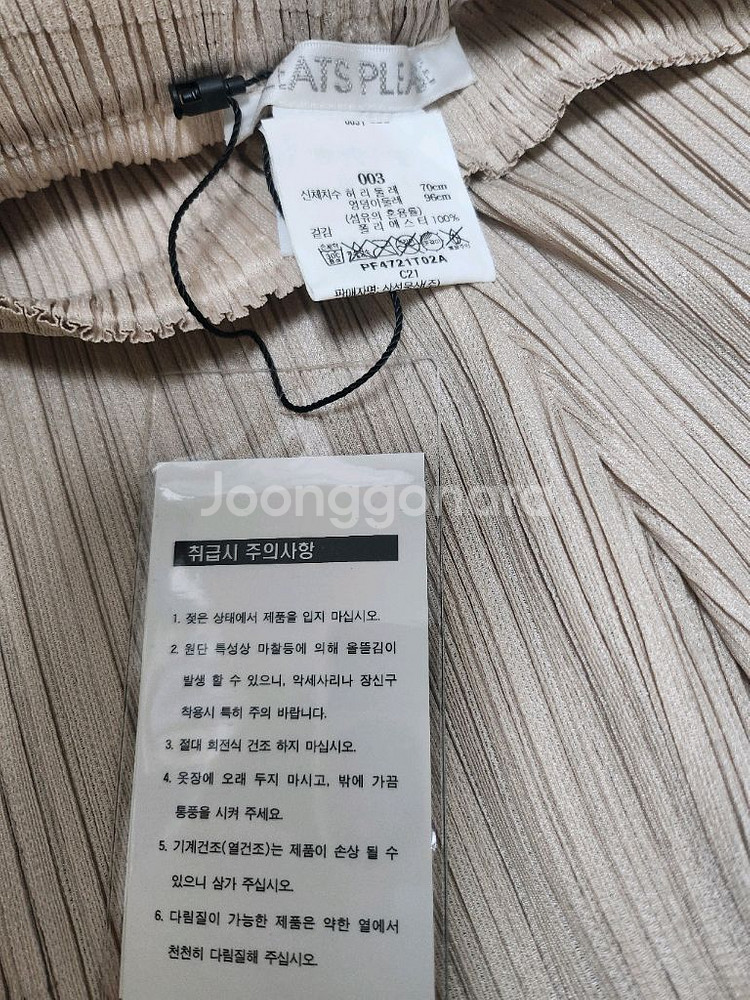 EATS PLEA
003
신체치수 허리둘레 70cm
엉덩이둘레 96cm
(섬유의 혼용률)
겉감 폴리에스터 100%
PF4721T02A
C21
판매자명: 삼성물산(주)
Joonggonara
취급시 주의사항
1. 젖은 상태에서 제품을 입지 마십시오.
2. 원단 특성상 마찰등에 의해 올뜯김이
발생 할 수 있으니, 악세사리나 장신구
착용시 특히 주의 바랍니다.
3. 절대 회전식 건조 하지 마십시오.
4. 옷장에 오래 두지 마시고, 밖에 가끔
통풍을 시켜 주세요.
5. 기계건조(열건조)는 제품이 손상 될 수
있으니 삼가 주십시오.
6. 다림질이 가능한 제품은 약한 열에서
천천히 다림질해 주십시오.